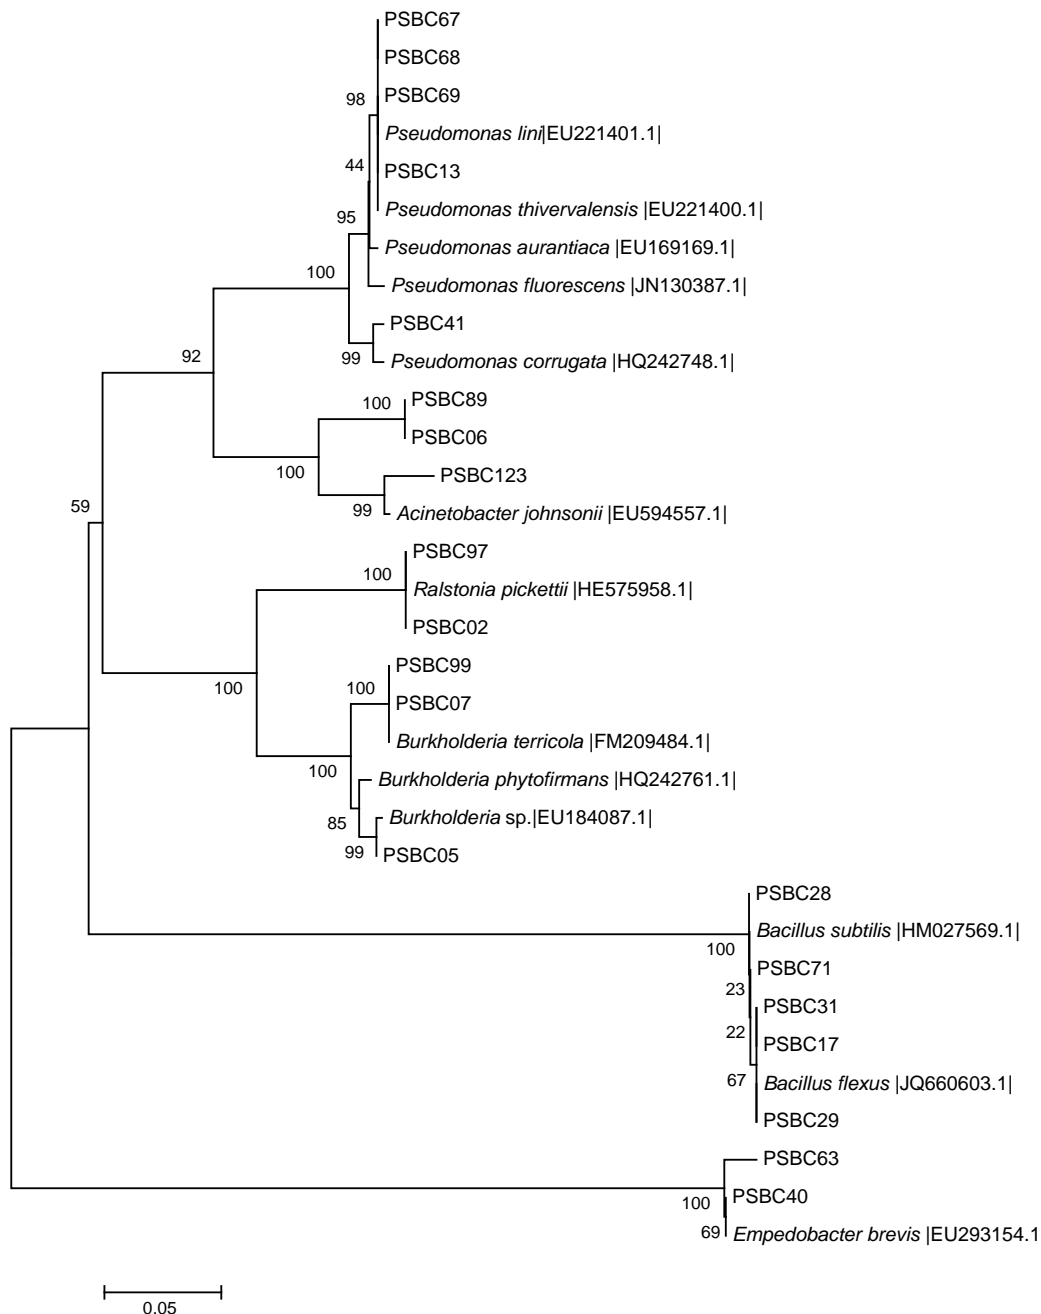 PSBC67
PSBC68
98
PSBC69
Pseudomonas lini|EU221401.1|
44
PSBC13
95
Pseudomonas thivervalensis |EU221400.1|
Pseudomonas aurantiaca |EU169169.1|
100
Pseudomonas fluorescens |JN130387.1|
PSBC41
92
99
Pseudomonas corrugata |HQ242748.1|
100
PSBC89
PSBC06
100
PSBC123
59
99
Acinetobacter johnsonii |EU594557.1|
PSBC97
100
Ralstonia pickettii |HE575958.1|
PSBC02
PSBC99
100
100
PSBC07
Burkholderia terricola |FM209484.1|
100
Burkholderia phytofirmans |HQ242761.1|
85
Burkholderia sp.|EU184087.1|
99
PSBC05
PSBC28
Bacillus subtilis |HM027569.1|
100
PSBC71
23
PSBC31
22
PSBC17
67
Bacillus flexus |JQ660603.1|
PSBC29
PSBC63
100
PSBC40
69
Empedobacter brevis |EU293154.1
0.05